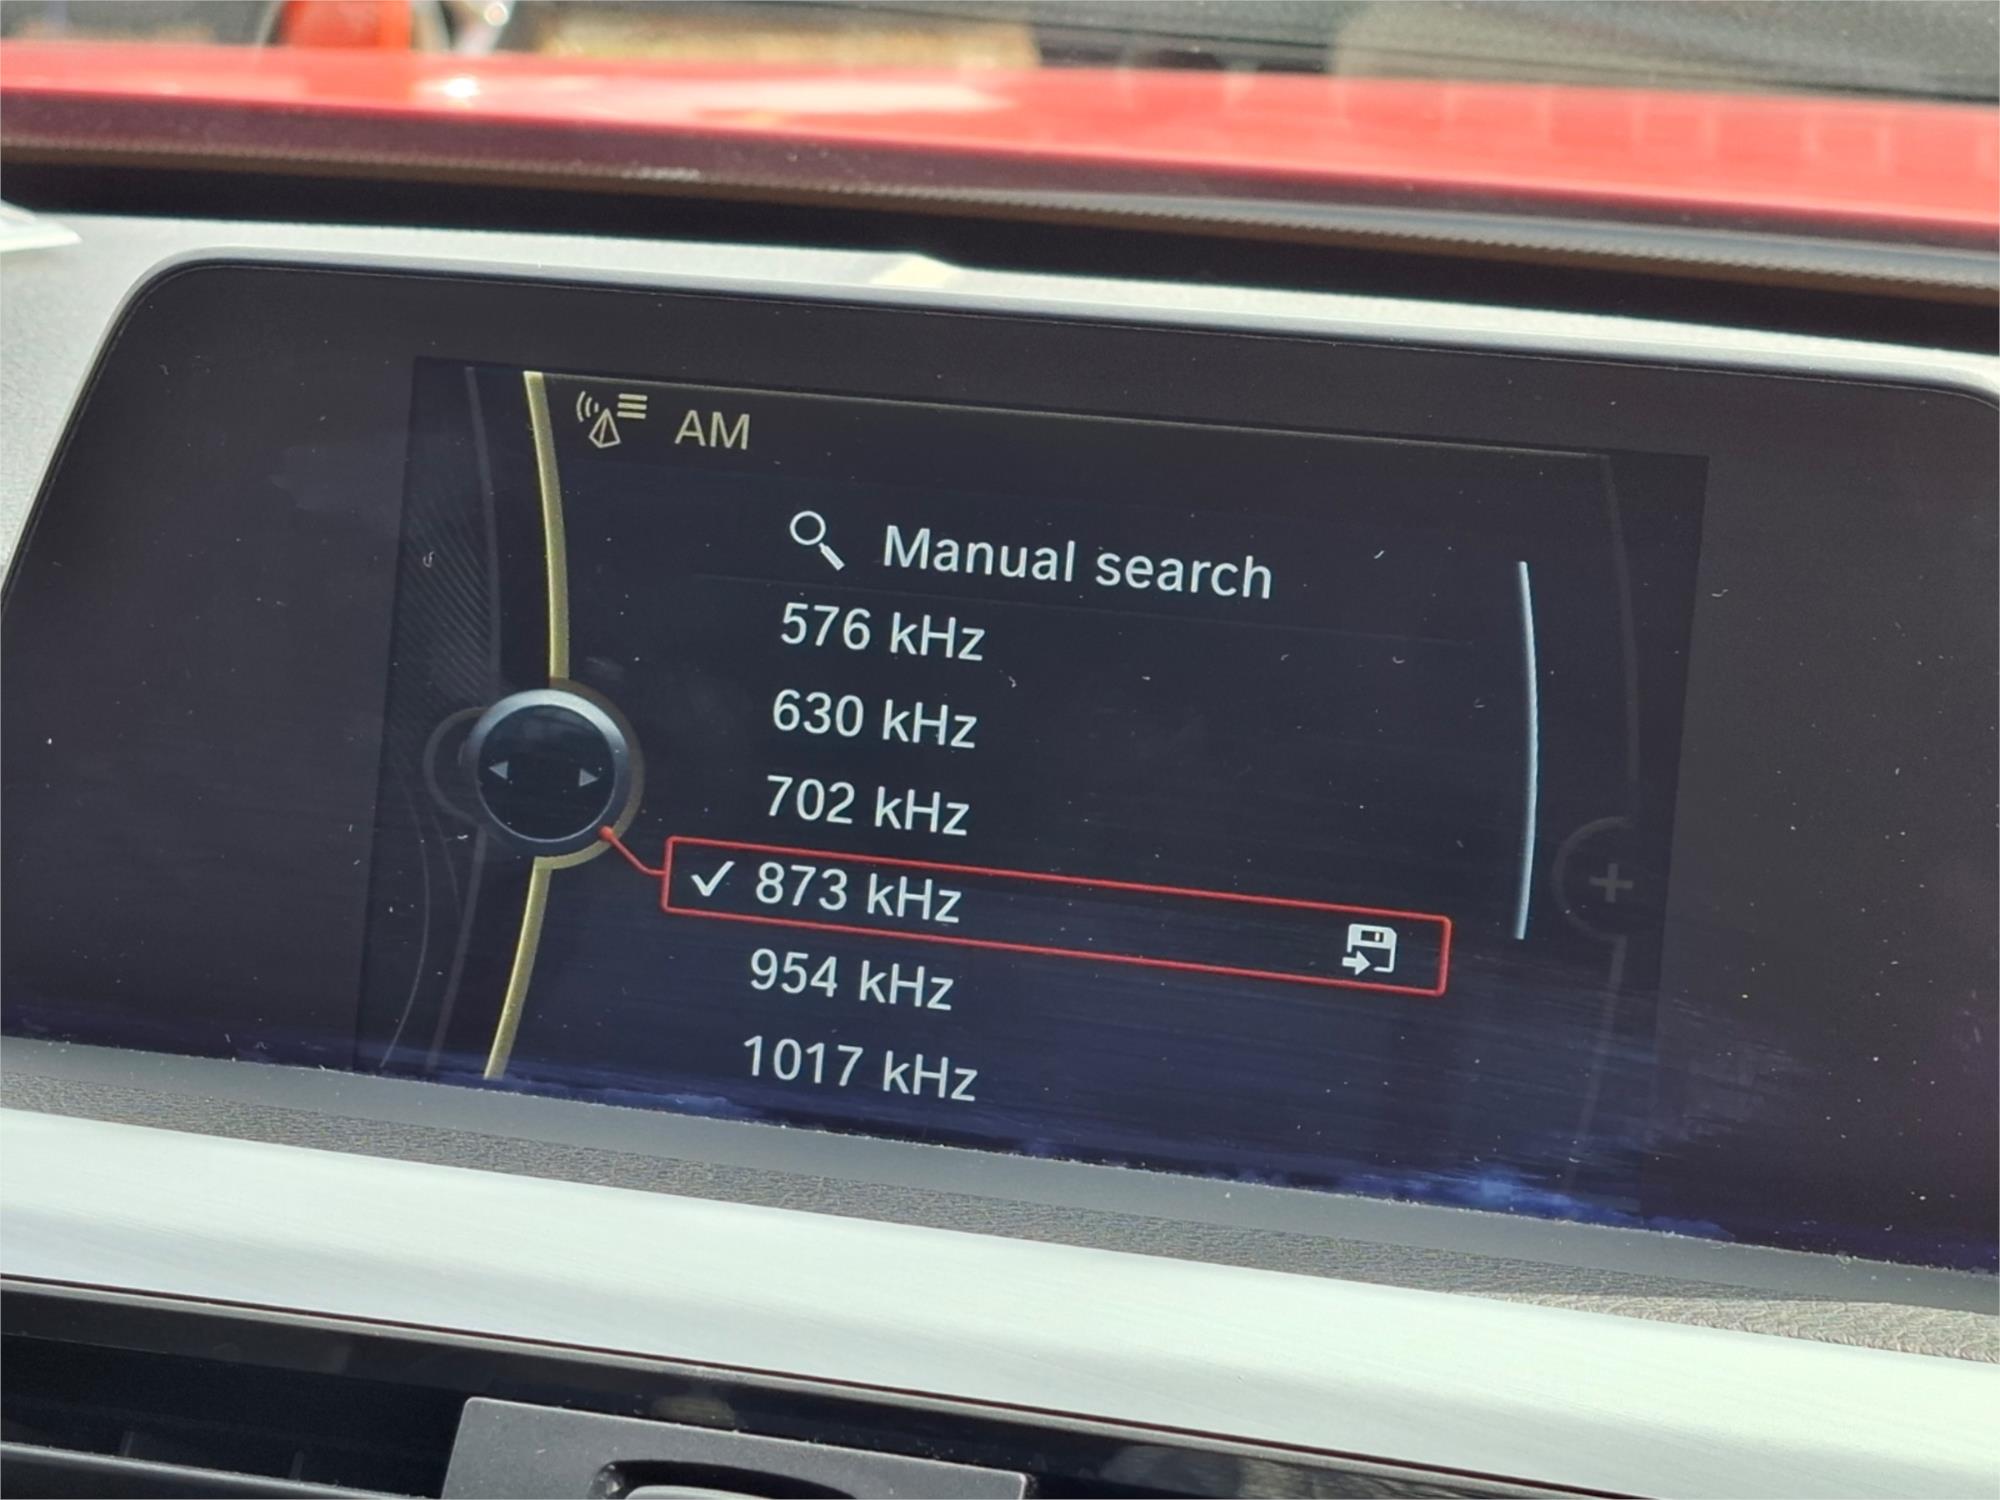 AM
Manual search
576 kHz
630 kHz
702 kHz
873 kHz
954 kHz
1017 kHz